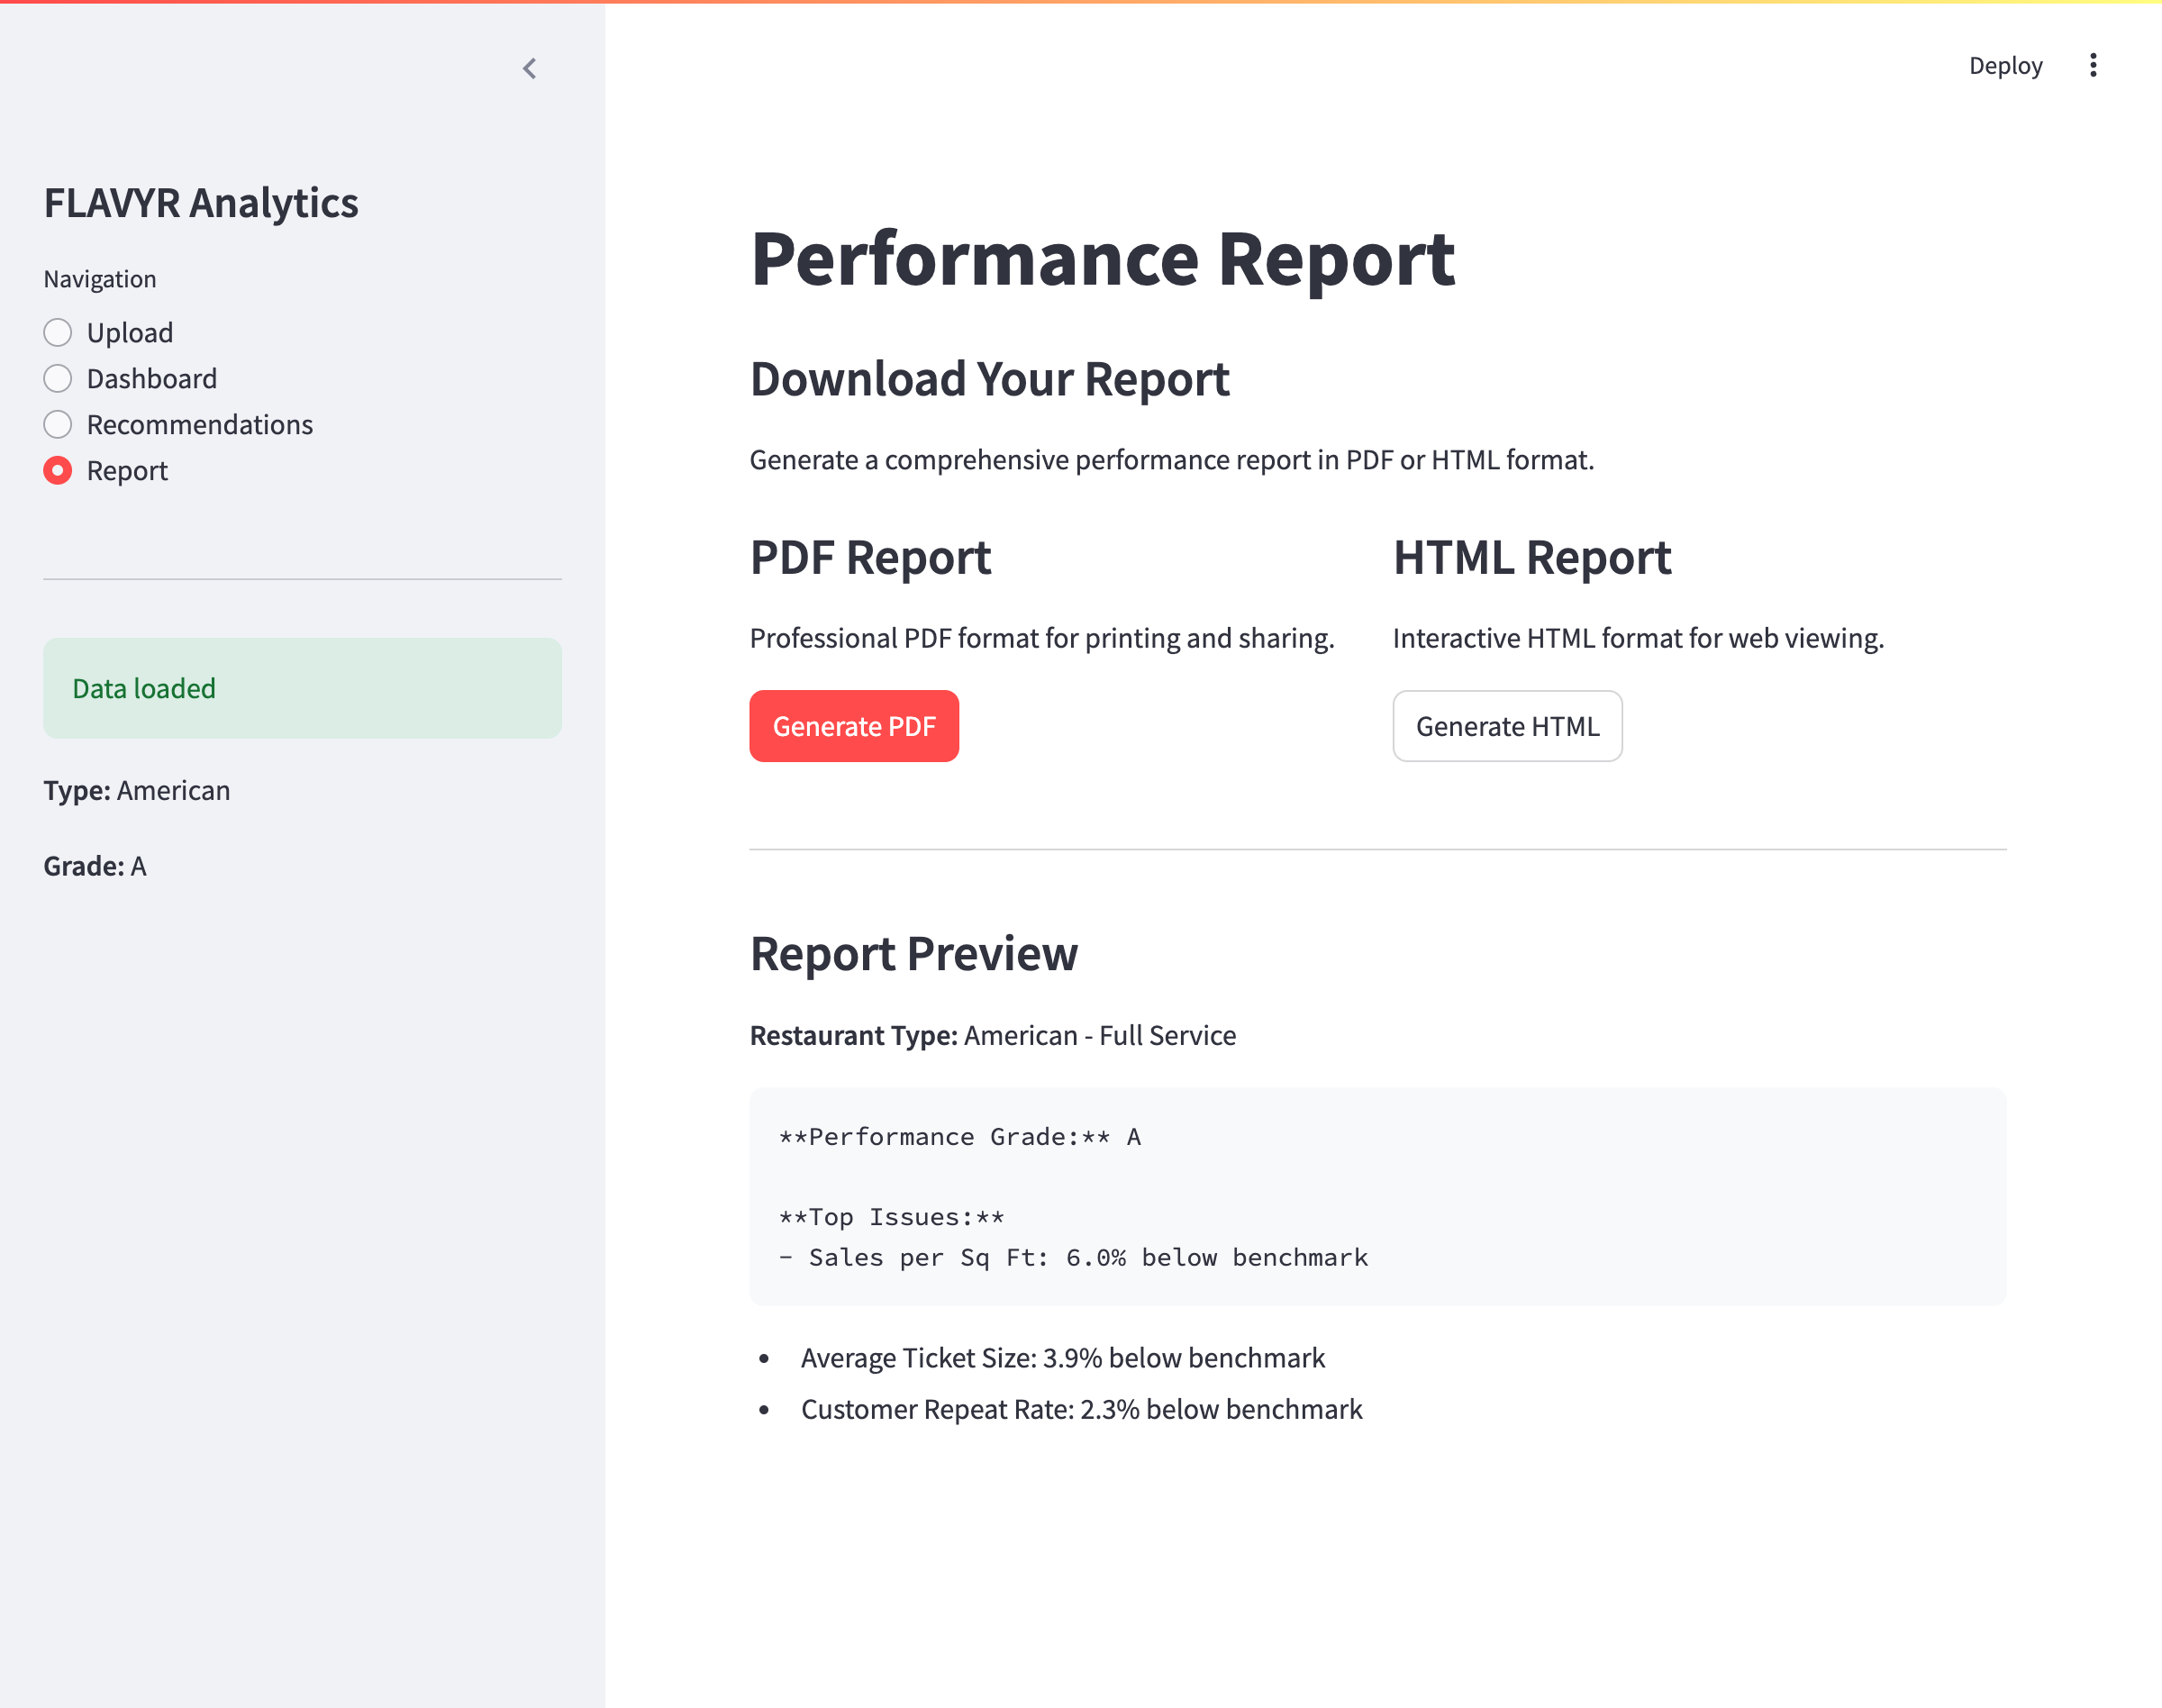 Deploy
FLAVYR Analytics
Navigation
Upload
Dashboard
Recommendations
Report
Data loaded
Type: American
Grade: A
Performance Report
Download Your Report
Generate a comprehensive performance report in PDF or HTML format.
PDF Report
Professional PDF format for printing and sharing.
Generate PDF
HTML Report
Interactive HTML format for web viewing.
Generate HTML
Report Preview
Restaurant Type: American - Full Service
**Performance Grade:** A
**Top Issues:**
- Sales per Sq Ft: 6.0% below benchmark
• Average Ticket Size: 3.9% below benchmark
• Customer Repeat Rate: 2.3% below benchmark